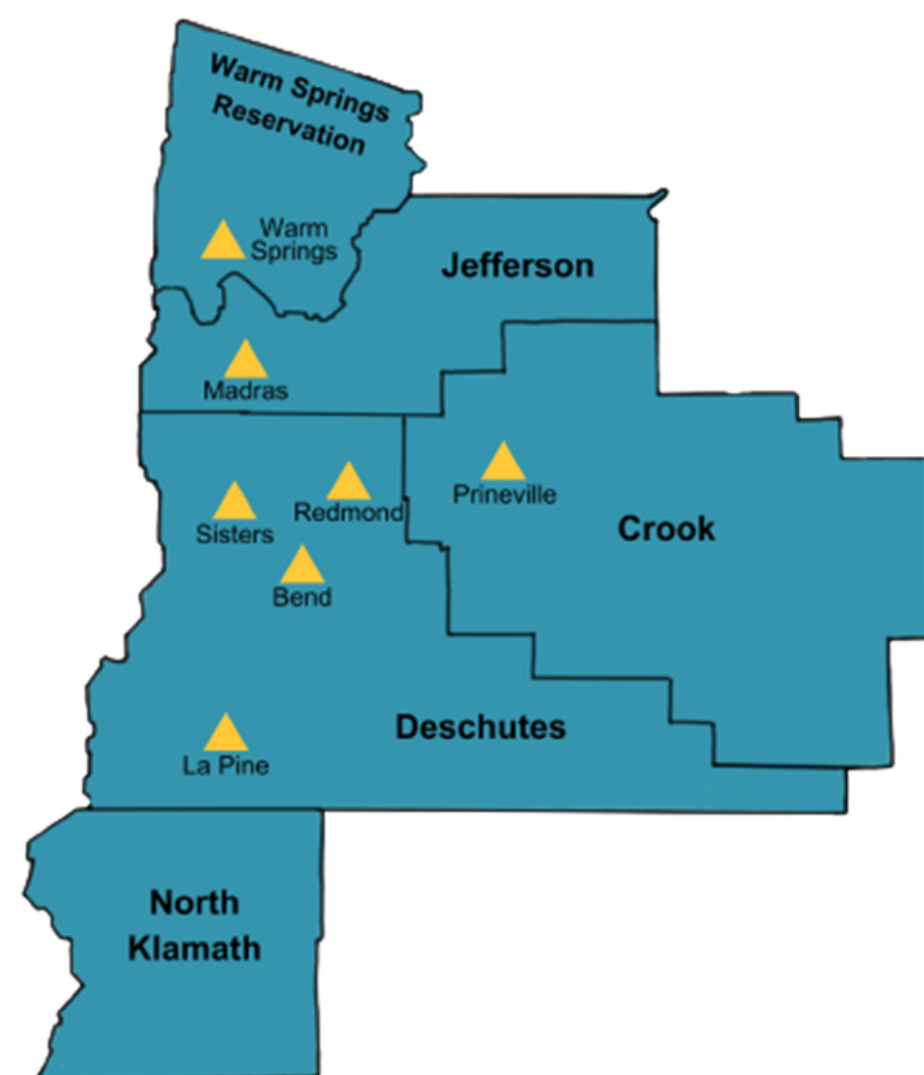 Warm Springs
Reservation
Warm
Springs
Jefferson
Madras
Prineville
Redmond
Sisters
Crook
Bend
Deschutes
La Pine
North
Klamath